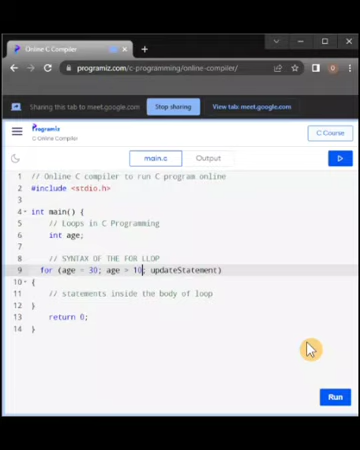 Online C Compiler
programiz.com/c-programming/online-compiler/
Sharing this tab to meet.google.com
Stop sharing
View tab: meet.google.com
Programiz
C Online Compiler
C Course
main.c
Output
1 // Online C compiler to run C program online
2 #include <stdio.h>
3
4 int main() {
5 // Loops in C Programming
6 int age;
7
8 // SYNTAX OF THE FOR LLOP
9 for (age = 30; age > 10; updateStatement)
10 {
11 // statements inside the body of loop
12 }
13 return 0;
14 }
Run